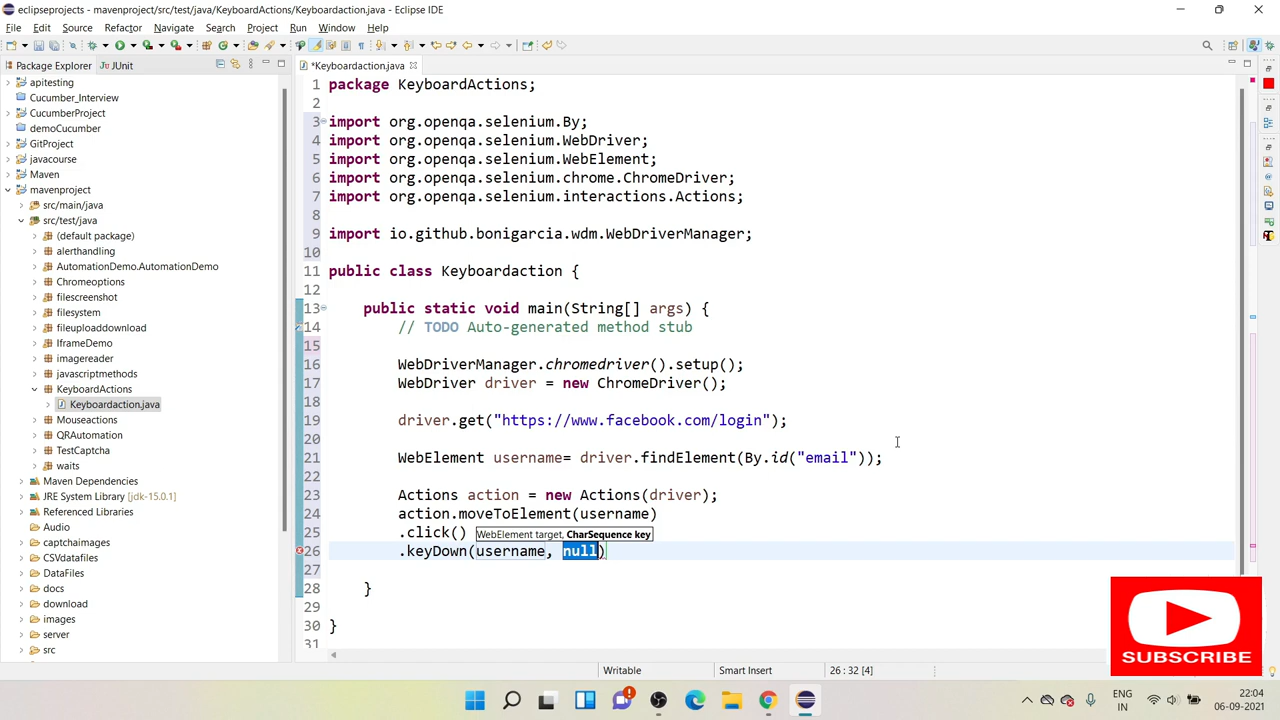 eclipseprojects - mavenproject/src/test/java/KeyboardActions/Keyboardaction.java - Eclipse IDE
File Edit Source Refactor Navigate Search Project Run Window Help
Package Explorer JUnit
apitesting
Cucumber_Interview
CucumberProject
demoCucumber
GitProject
javacourse
Maven
mavenproject
src/main/java
src/test/java
(default package)
alerthandling
AutomationDemo.AutomationDemo
Chromeoptions
filescreenshot
filesystem
fileuploaddownload
IframeDemo
imagereader
javascriptmethods
KeyboardActions
Keyboardaction.java
Mouseactions
QRAutomation
TestCaptcha
waits
Maven Dependencies
JRE System Library [jdk-15.0.1]
Referenced Libraries
Audio
captchaimages
CSVdatafiles
DataFiles
docs
download
images
server
src
*Keyboardaction.java
1 package KeyboardActions;
2
3 import org.openqa.selenium.By;
4 import org.openqa.selenium.WebDriver;
5 import org.openqa.selenium.WebElement;
6 import org.openqa.selenium.chrome.ChromeDriver;
7 import org.openqa.selenium.interactions.Actions;
8
9 import io.github.bonigarcia.wdm.WebDriverManager;
10
11 public class Keyboardaction {
12
13 public static void main(String[] args) {
14 // TODO Auto-generated method stub
15
16 WebDriverManager.chromedriver().setup();
17 WebDriver driver = new ChromeDriver();
18
19 driver.get("https://www.facebook.com/login");
20
21 WebElement username= driver.findElement(By.id("email"));
22
23 Actions action = new Actions(driver);
24 action.moveToElement(username)
25 .click() WebElement target, CharSequence key
26 .keyDown(username, null)
27
28 }
29
30 }
31
SUBSCRIBE
Writable Smart Insert 26 : 32 [4]
ENG
IN
22:04
06-09-2021